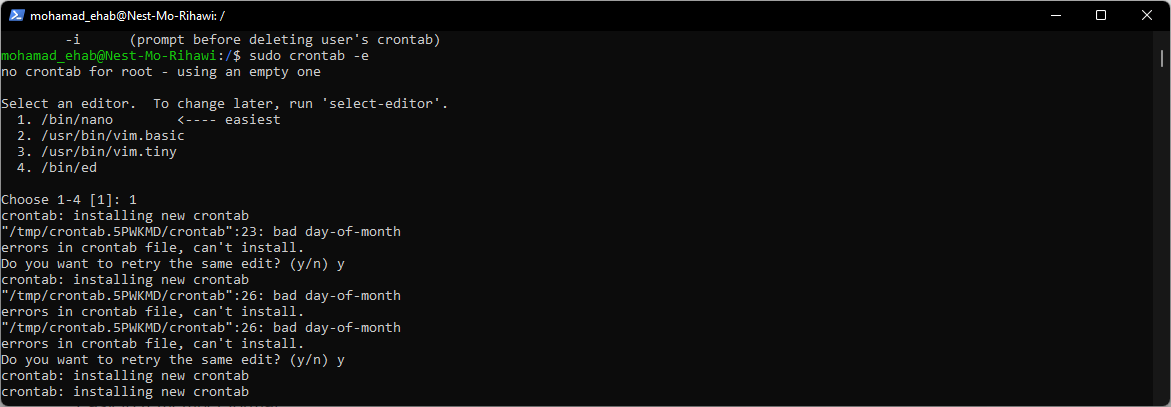 mohamad_ehab@Nest-Mo-Rihawi: /
-i (prompt before deleting user's crontab)
mohamad_ehab@Nest-Mo-Rihawi:/$ sudo crontab -e
no crontab for root - using an empty one
Select an editor.  To change later, run 'select-editor'.
1. /bin/nano        <---- easiest
2. /usr/bin/vim.basic
3. /usr/bin/vim.tiny
4. /bin/ed
Choose 1-4 [1]: 1
crontab: installing new crontab
"/tmp/crontab.5PWKMD/crontab":23: bad day-of-month
errors in crontab file, can't install.
Do you want to retry the same edit? (y/n) y
crontab: installing new crontab
"/tmp/crontab.5PWKMD/crontab":26: bad day-of-month
errors in crontab file, can't install.
"/tmp/crontab.5PWKMD/crontab":26: bad day-of-month
errors in crontab file, can't install.
Do you want to retry the same edit? (y/n) y
crontab: installing new crontab
crontab: installing new crontab